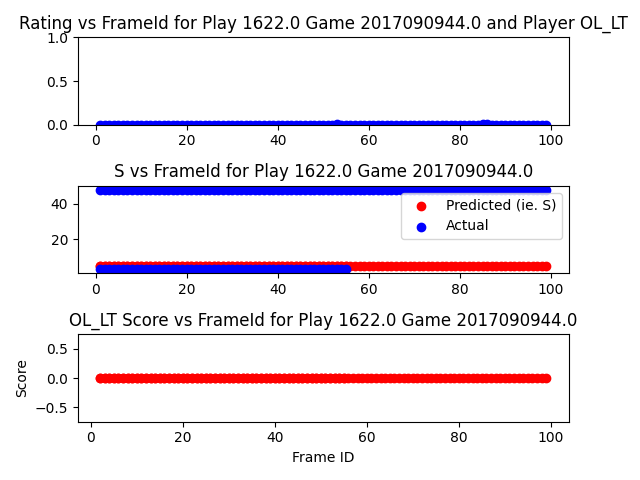 Rating vs FrameId for Play 1622.0 Game 2017090944.0 and Player OL_LT
1.0
0.5
0.0
0 20 40 60 80 100
S vs FrameId for Play 1622.0 Game 2017090944.0
40
20
Predicted (ie. S)
Actual
0 20 40 60 80 100
OL_LT Score vs FrameId for Play 1622.0 Game 2017090944.0
0.5
0.0
−0.5
Score
0 20 40 60 80 100
Frame ID